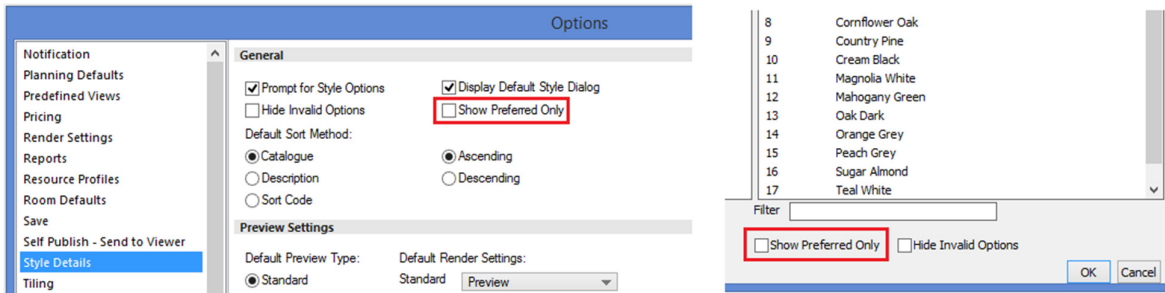 Options
Notification
Planning Defaults
Predefined Views
Pricing
Render Settings
Reports
Resource Profiles
Room Defaults
Save
Self Publish - Send to Viewer
Style Details
Tiling
General
Prompt for Style Options
Display Default Style Dialog
Hide Invalid Options
Show Preferred Only
Default Sort Method:
Catalogue
Ascending
Description
Descending
Sort Code
Preview Settings
Default Preview Type:
Default Render Settings:
Standard
Standard
Preview
8 Cornflower Oak
9 Country Pine
10 Cream Black
11 Magnolia White
12 Mahogany Green
13 Oak Dark
14 Orange Grey
15 Peach Grey
16 Sugar Almond
17 Teal White
Filter
Show Preferred Only
Hide Invalid Options
OK
Cancel